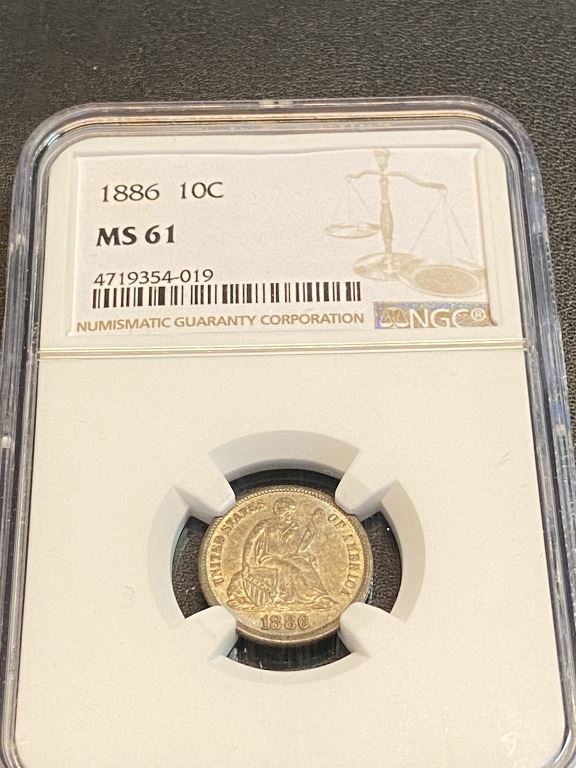 1886 10C
MS 61
4719354-019
NUMISMATIC GUARANTY CORPORATION NGC®
UNITED STATES OF AMERICA
1886